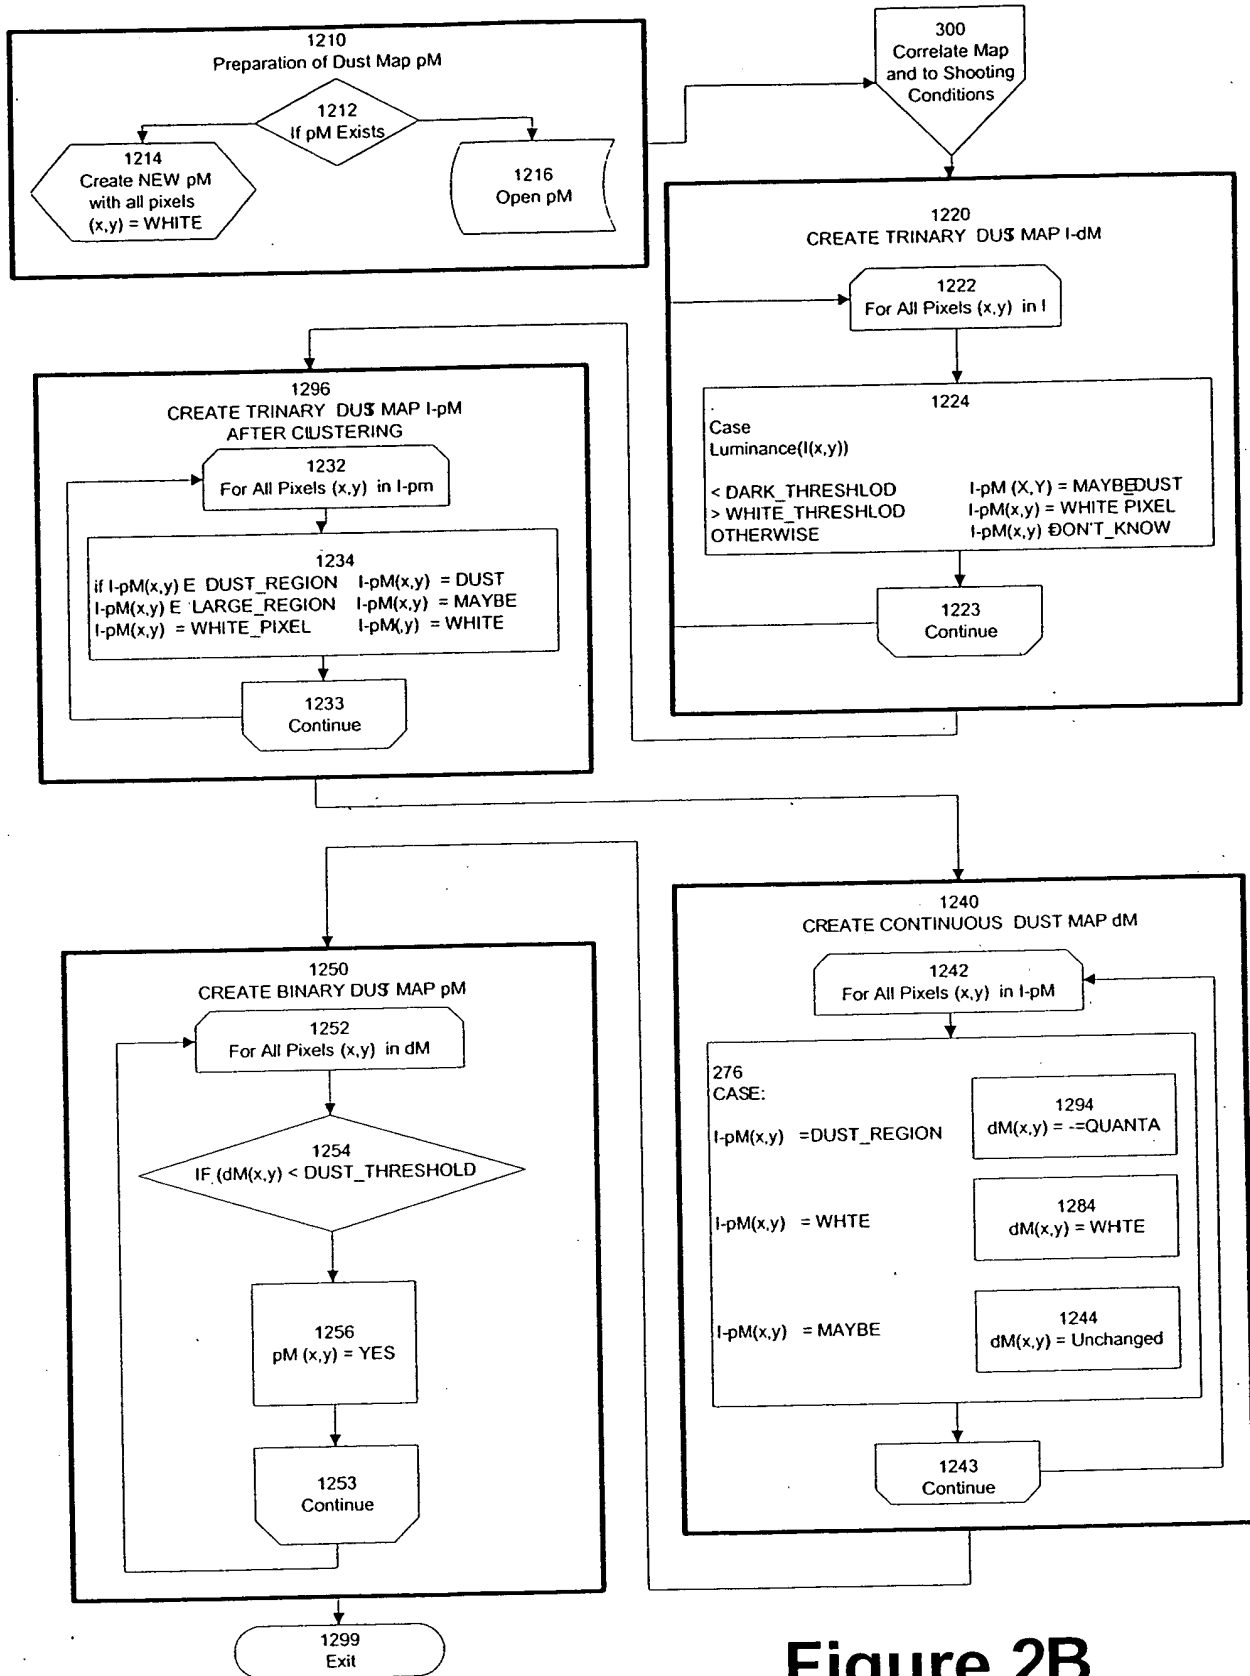 1210
Preparation of Dust Map pM
1212
If pM Exists
1214
Create NEW pM
with all pixels
(x,y) = WHITE
1216
Open pM
300
Correlate Map
and to Shooting
Conditions
1220
CREATE TRINARY DUST MAP I-dM
1222
For All Pixels (x,y) in I
1224
Case
Luminance(I(x,y))
< DARK_THRESHLOD I-pM (X,Y) = MAYBE_DUST
> WHITE_THRESHLOD I-pM(x,y) = WHITE PIXEL
OTHERWISE I-pM(x,y) = DON'T_KNOW
1223
Continue
1296
CREATE TRINARY DUST MAP I-pM
AFTER CLUSTERING
1232
For All Pixels (x,y) in I-pm
1234
if I-pM(x,y) E DUST_REGION I-pM(x,y) = DUST
I-pM(x,y) E LARGE_REGION I-pM(x,y) = MAYBE
I-pM(x,y) = WHITE_PIXEL I-pM(,y) = WHITE
1233
Continue
1240
CREATE CONTINUOUS DUST MAP dM
1242
For All Pixels (x,y) in I-pM
276
CASE:
I-pM(x,y) =DUST_REGION
1294
dM(x,y) = -=QUANTA
I-pM(x,y) = WHTE
1284
dM(x,y) = WHTE
I-pM(x,y) = MAYBE
1244
dM(x,y) = Unchanged
1243
Continue
1250
CREATE BINARY DUST MAP pM
1252
For All Pixels (x,y) in dM
1254
IF (dM(x,y) < DUST_THRESHOLD
1256
pM (x,y) = YES
1253
Continue
1299
Exit
Figure 2B